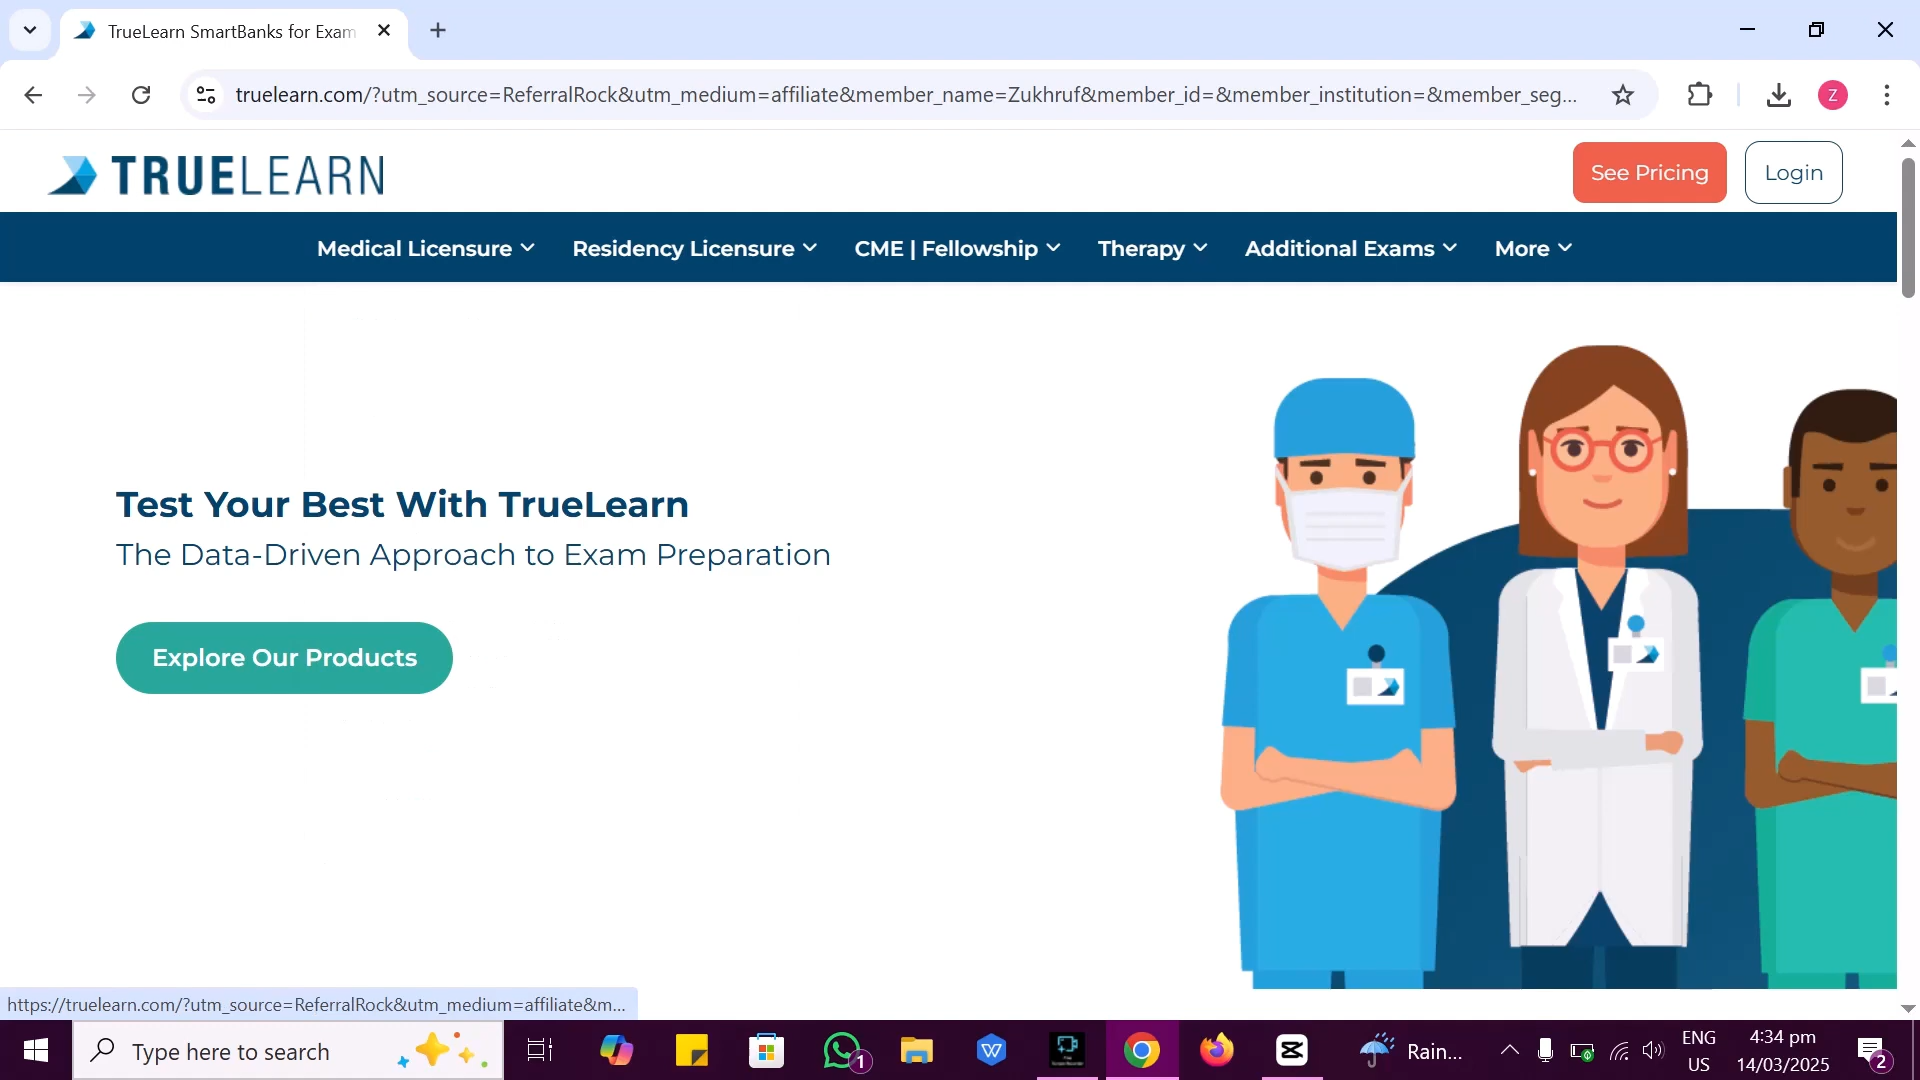 TrueLearn SmartBanks for Exam
truelearn.com/?utm_source=ReferralRock&utm_medium=affiliate&member_name=Zukhruf&member_id=&member_institution=&member_seg...
Z
TRUELEARN
See Pricing
Login
Medical Licensure
Residency Licensure
CME | Fellowship
Therapy
Additional Exams
More
Test Your Best With TrueLearn
The Data-Driven Approach to Exam Preparation
Explore Our Products
https://truelearn.com/?utm_source=ReferralRock&utm_medium=affiliate&m...
Type here to search
1
W
Rain...
ENG
US
4:34 pm
14/03/2025
2